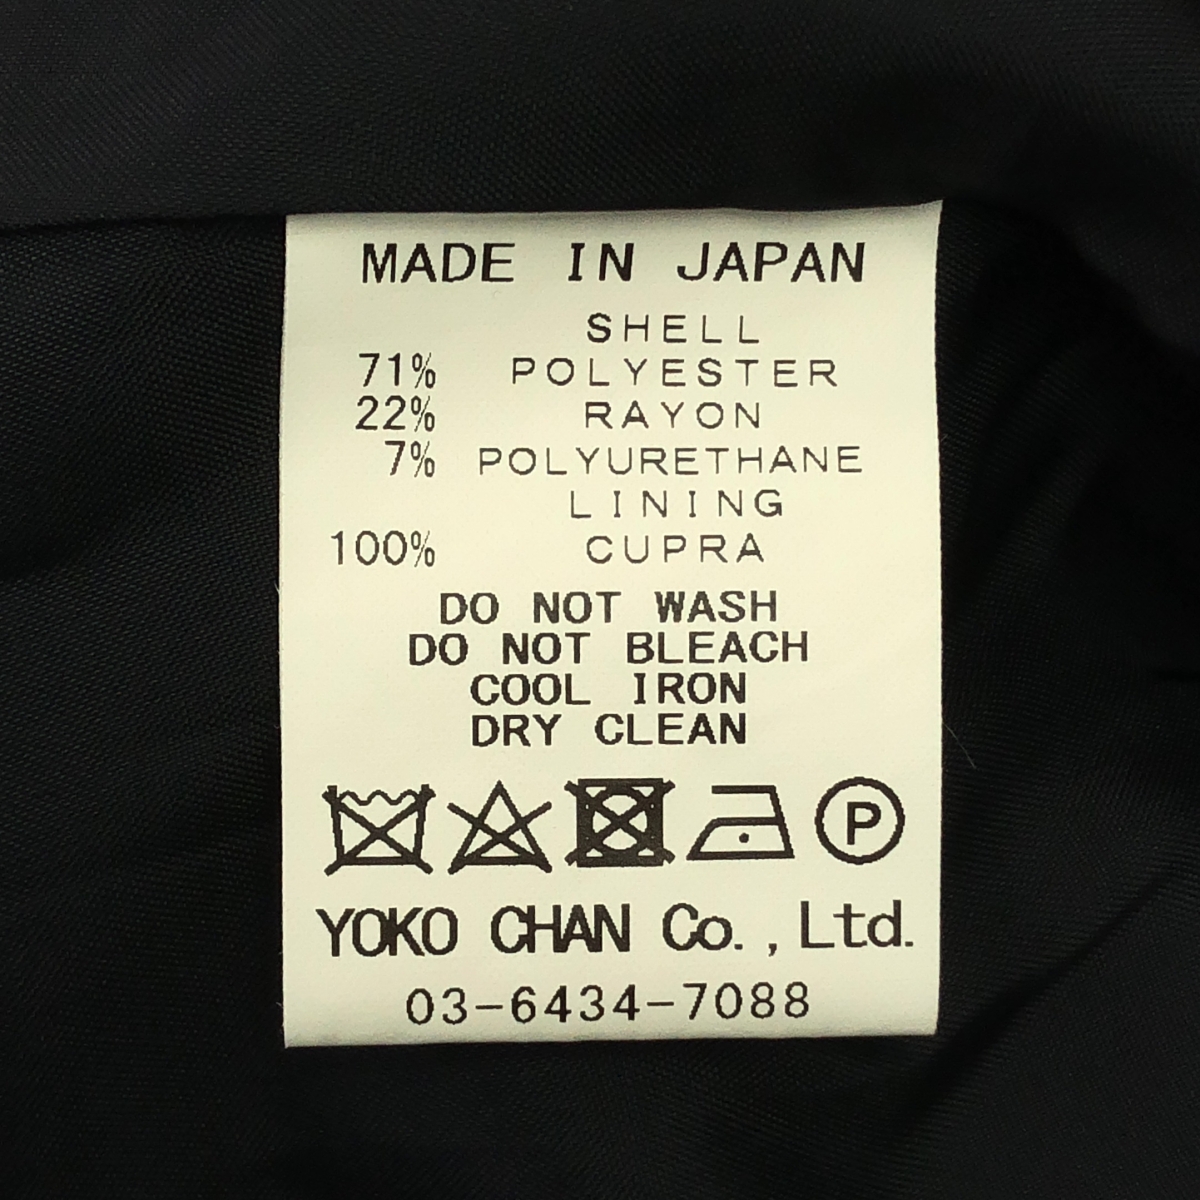 MADE IN JAPAN
SHELL
71% POLYESTER
22% RAYON
7% POLYURETHANE
LINING
100% CUPRA
DO NOT WASH
DO NOT BLEACH
COOL IRON
DRY CLEAN
P
YOKO CHAN Co., Ltd.
03-6434-7088